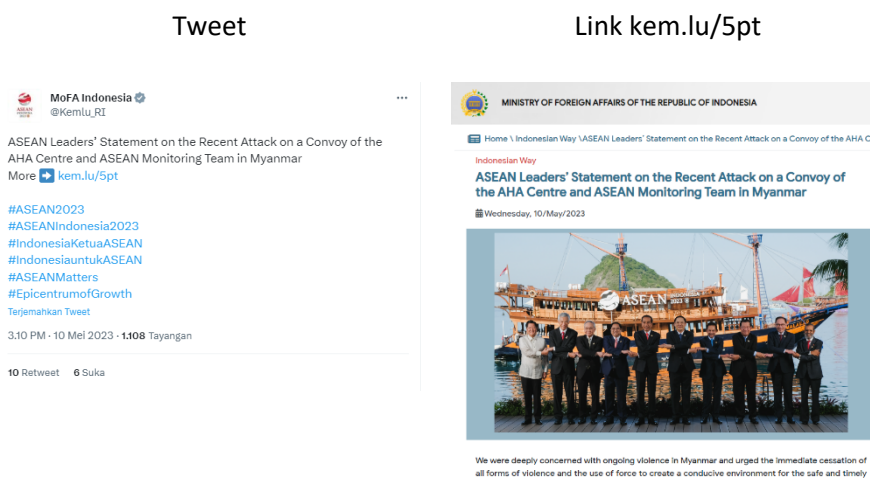 Tweet
Link kem.lu/5pt
MoFA Indonesia
@Kemlu_RI
ASEAN Leaders' Statement on the Recent Attack on a Convoy of the
AHA Centre and ASEAN Monitoring Team in Myanmar
More ➡ kem.lu/5pt
#ASEAN2023
#ASEANIndonesia2023
#IndonesiaKetuaASEAN
#IndonesiauntukASEAN
#ASEANMatters
#EpicentrumofGrowth
Terjemahkan Tweet
3.10 PM · 10 Mei 2023 · 1.108 Tayangan
10 Retweet 6 Suka
MINISTRY OF FOREIGN AFFAIRS OF THE REPUBLIC OF INDONESIA
Home \ Indonesian Way \ASEAN Leaders' Statement on the Recent Attack on a Convoy of the AHA C
Indonesian Way
ASEAN Leaders' Statement on the Recent Attack on a Convoy of
the AHA Centre and ASEAN Monitoring Team in Myanmar
Wednesday, 10/May/2023
ASEAN INDONESIA 2023
We were deeply concerned with ongoing violence in Myanmar and urged the immediate cessation of
all forms of violence and the use of force to create a conducive environment for the safe and timely